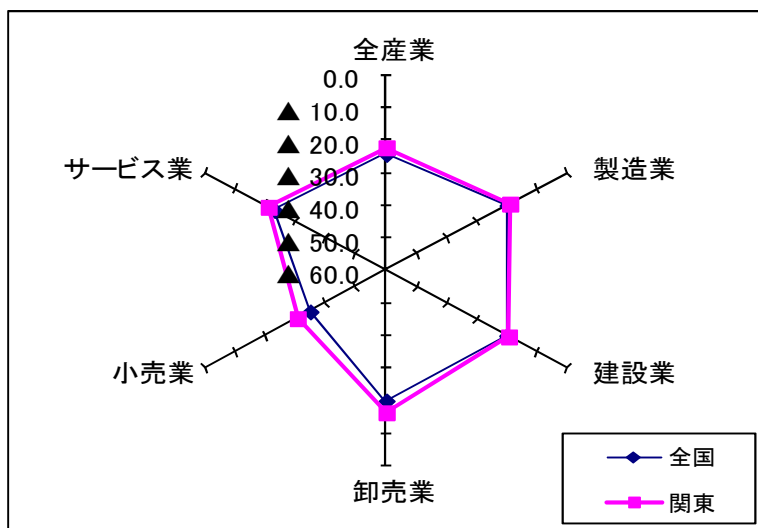 全産業
0.0
▲ 10.0
▲ 20.0
サービス業
製造業
▲ 30.0
▲ 40.0
▲ 50.0
▲ 60.0
小売業
建設業
卸売業
全国
関東